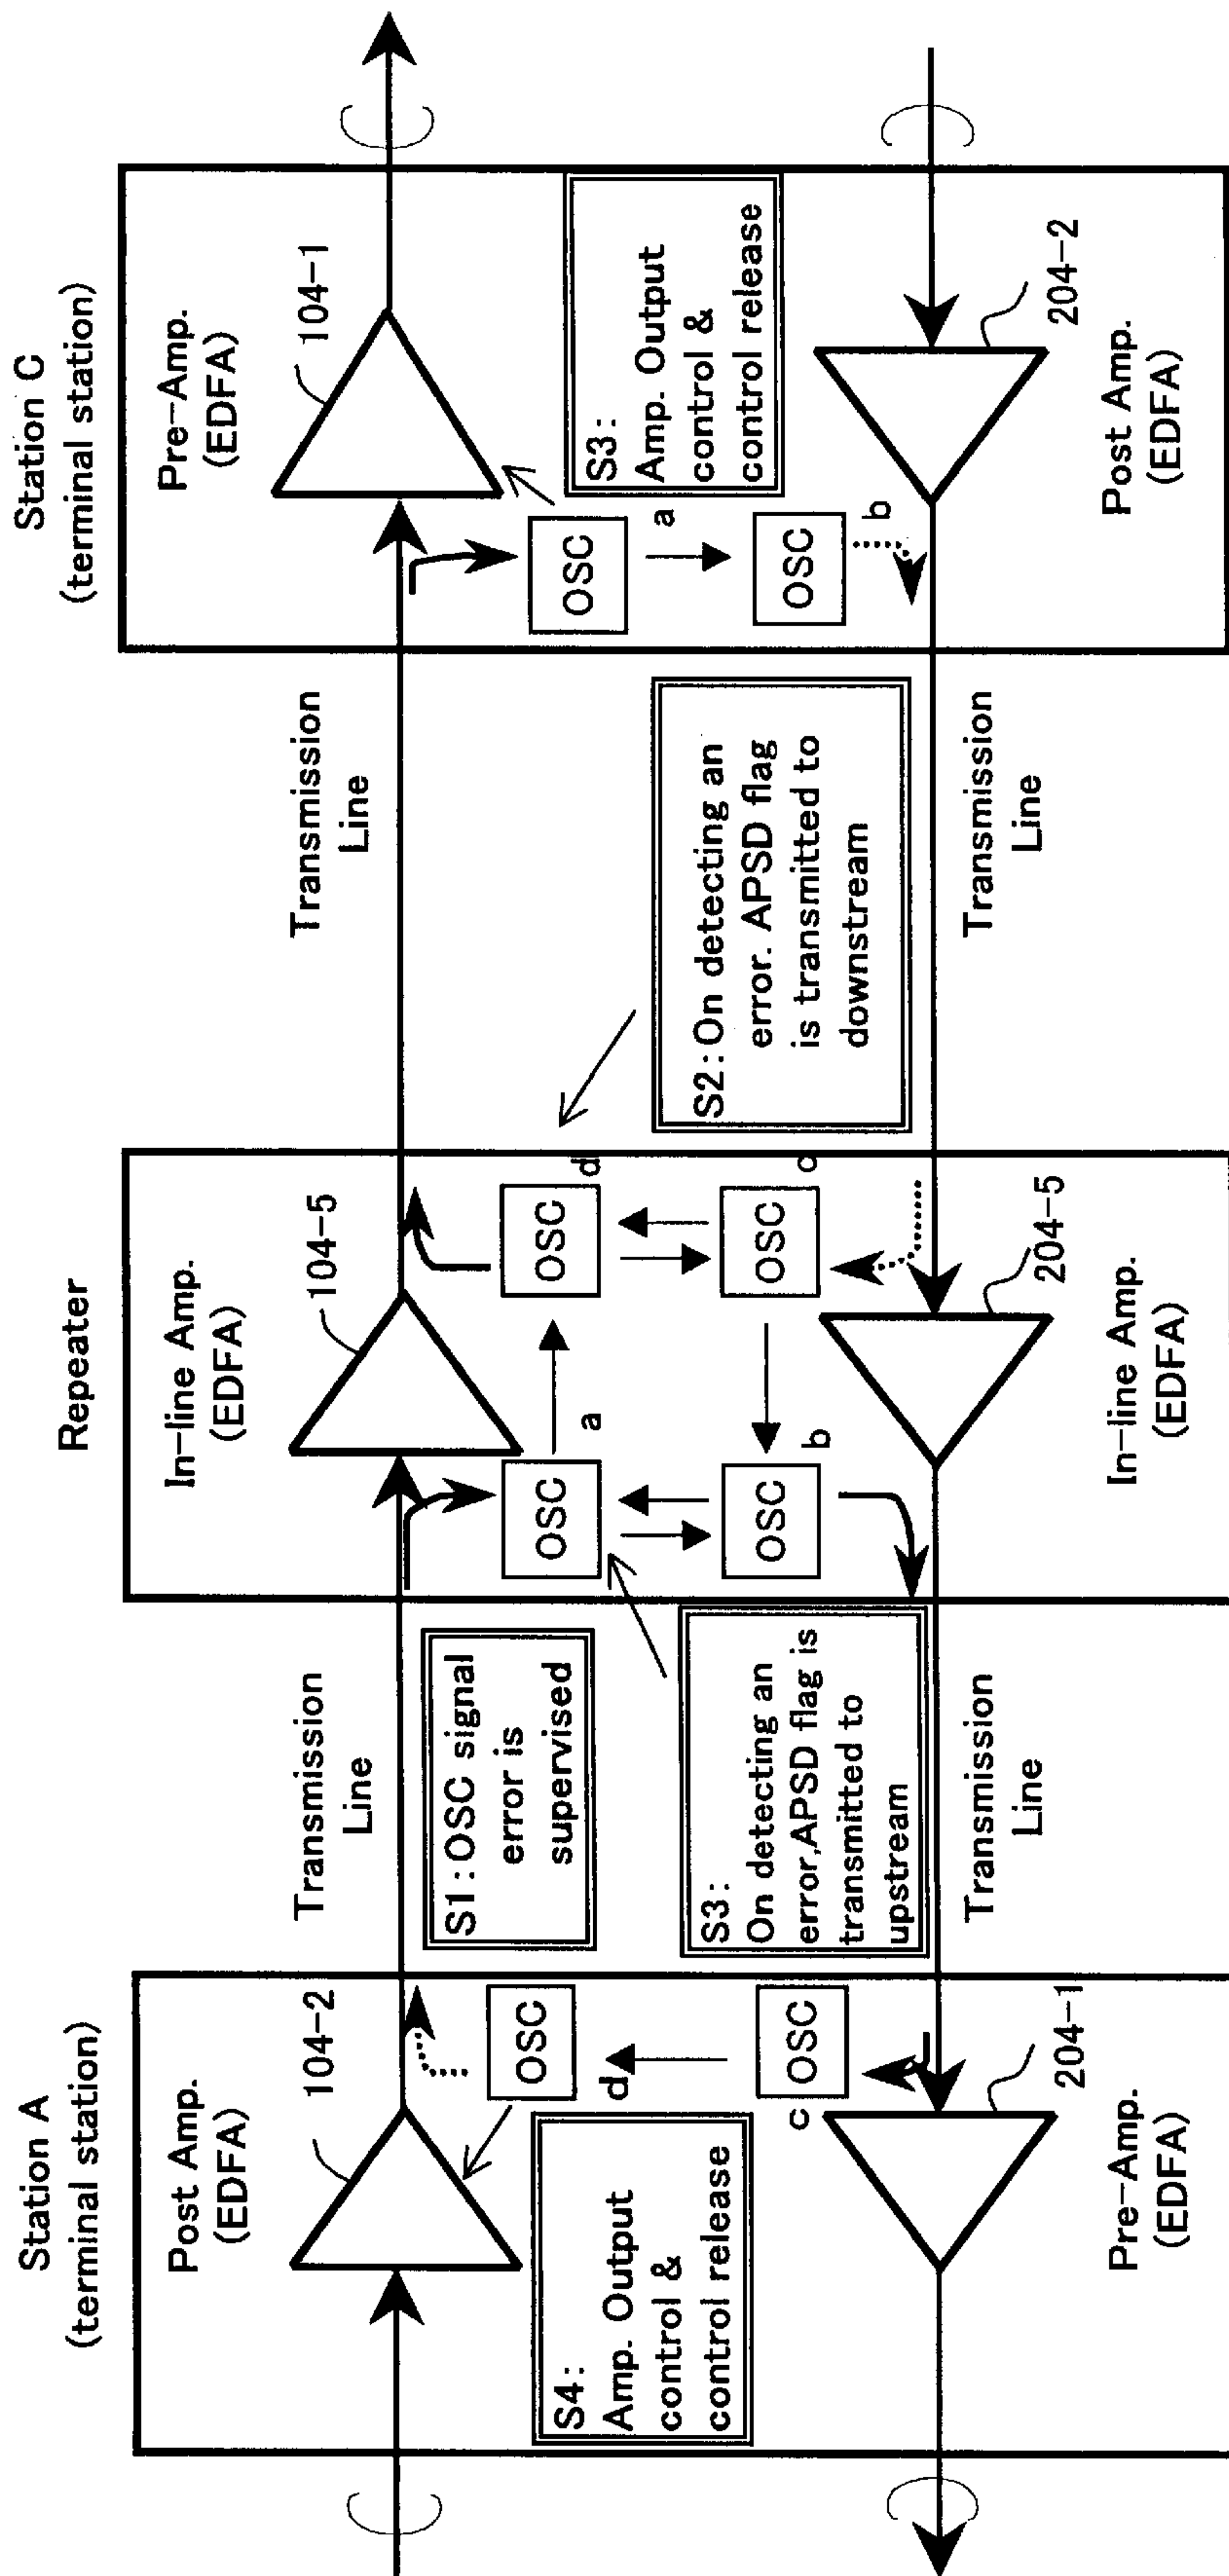 Station A
(terminal station)
Post Amp.
(EDFA)
104-2
OSC
d
S4:
Amp. Output
control &
control release
OSC
c
204-1
Pre-Amp.
(EDFA)
Transmission
Line
S1:OSC signal
error is
supervised
S3:
On detecting an
error,APSD flag is
transmitted to
upstream
Transmission
Line
Repeater
In-line Amp.
(EDFA)
104-5
OSC
a
OSC
d
OSC
b
OSC
c
204-5
In-line Amp.
(EDFA)
Transmission
Line
S2:On detecting an
error. APSD flag
is transmitted to
downstream
Transmission
Line
Station C
(terminal station)
Pre-Amp.
(EDFA)
104-1
OSC
a
S3:
Amp. Output
control &
control release
OSC
b
204-2
Post Amp.
(EDFA)